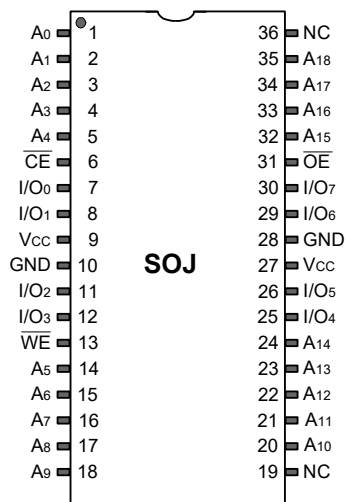 A0 1 36 NC
A1 2 35 A18
A2 3 34 A17
A3 4 33 A16
A4 5 32 A15
CE 6 31 OE
I/O0 7 30 I/O7
I/O1 8 29 I/O6
VCC 9 28 GND
GND 10 SOJ 27 VCC
I/O2 11 26 I/O5
I/O3 12 25 I/O4
WE 13 24 A14
A5 14 23 A13
A6 15 22 A12
A7 16 21 A11
A8 17 20 A10
A9 18 19 NC